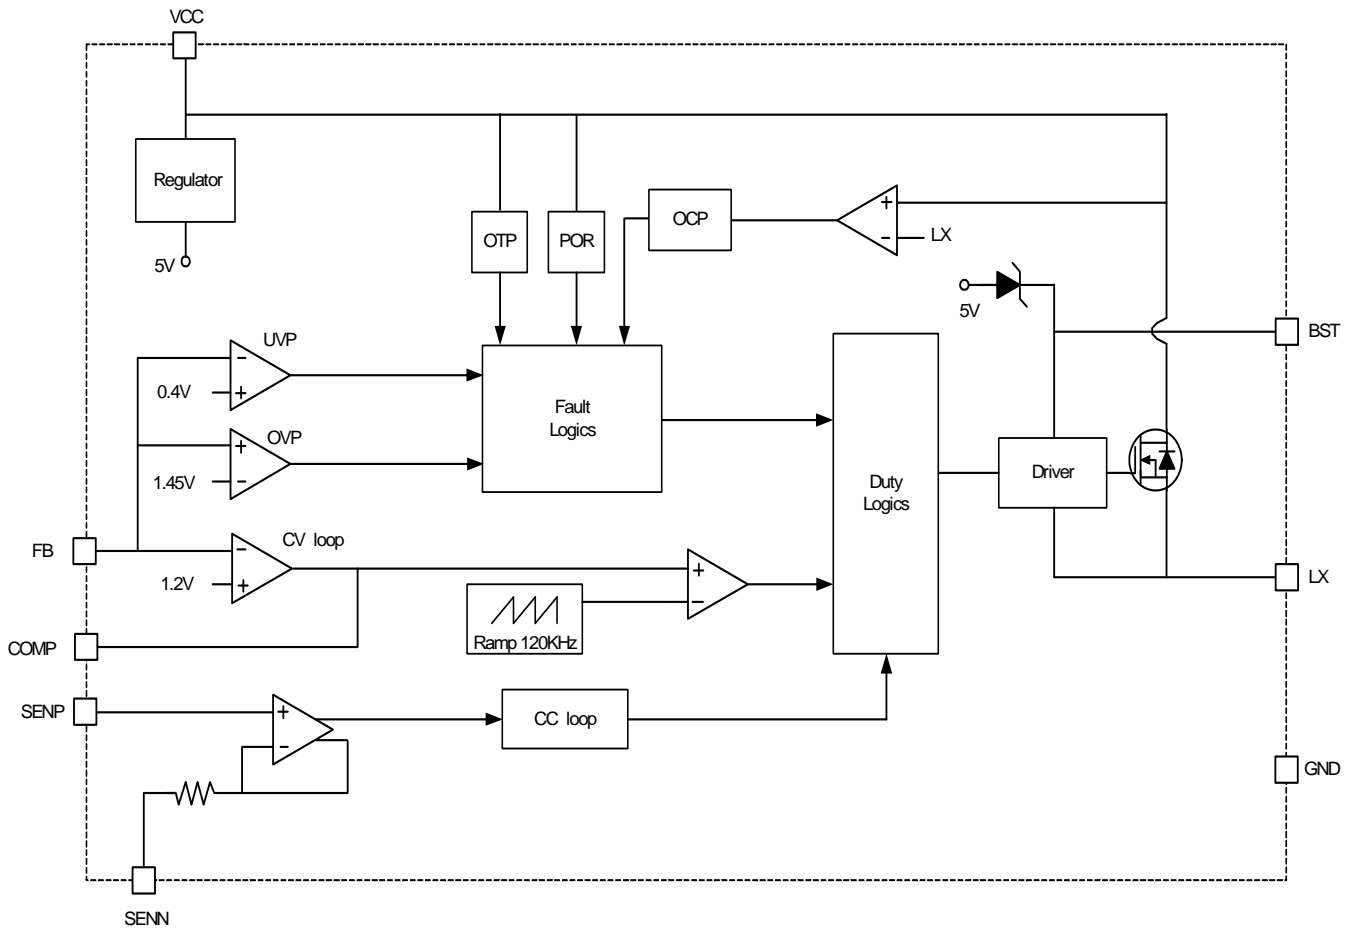 VCC
Regulator
5V
OTP
POR
OCP
+
−
LX
5V
BST
UVP
−
0.4V
+
OVP
+
1.45V
−
Fault
Logics
Duty
Logics
Driver
FB
CV loop
−
1.2V
+
+
−
Ramp 120KHz
LX
COMP
SENP
+
−
CC loop
GND
SENN